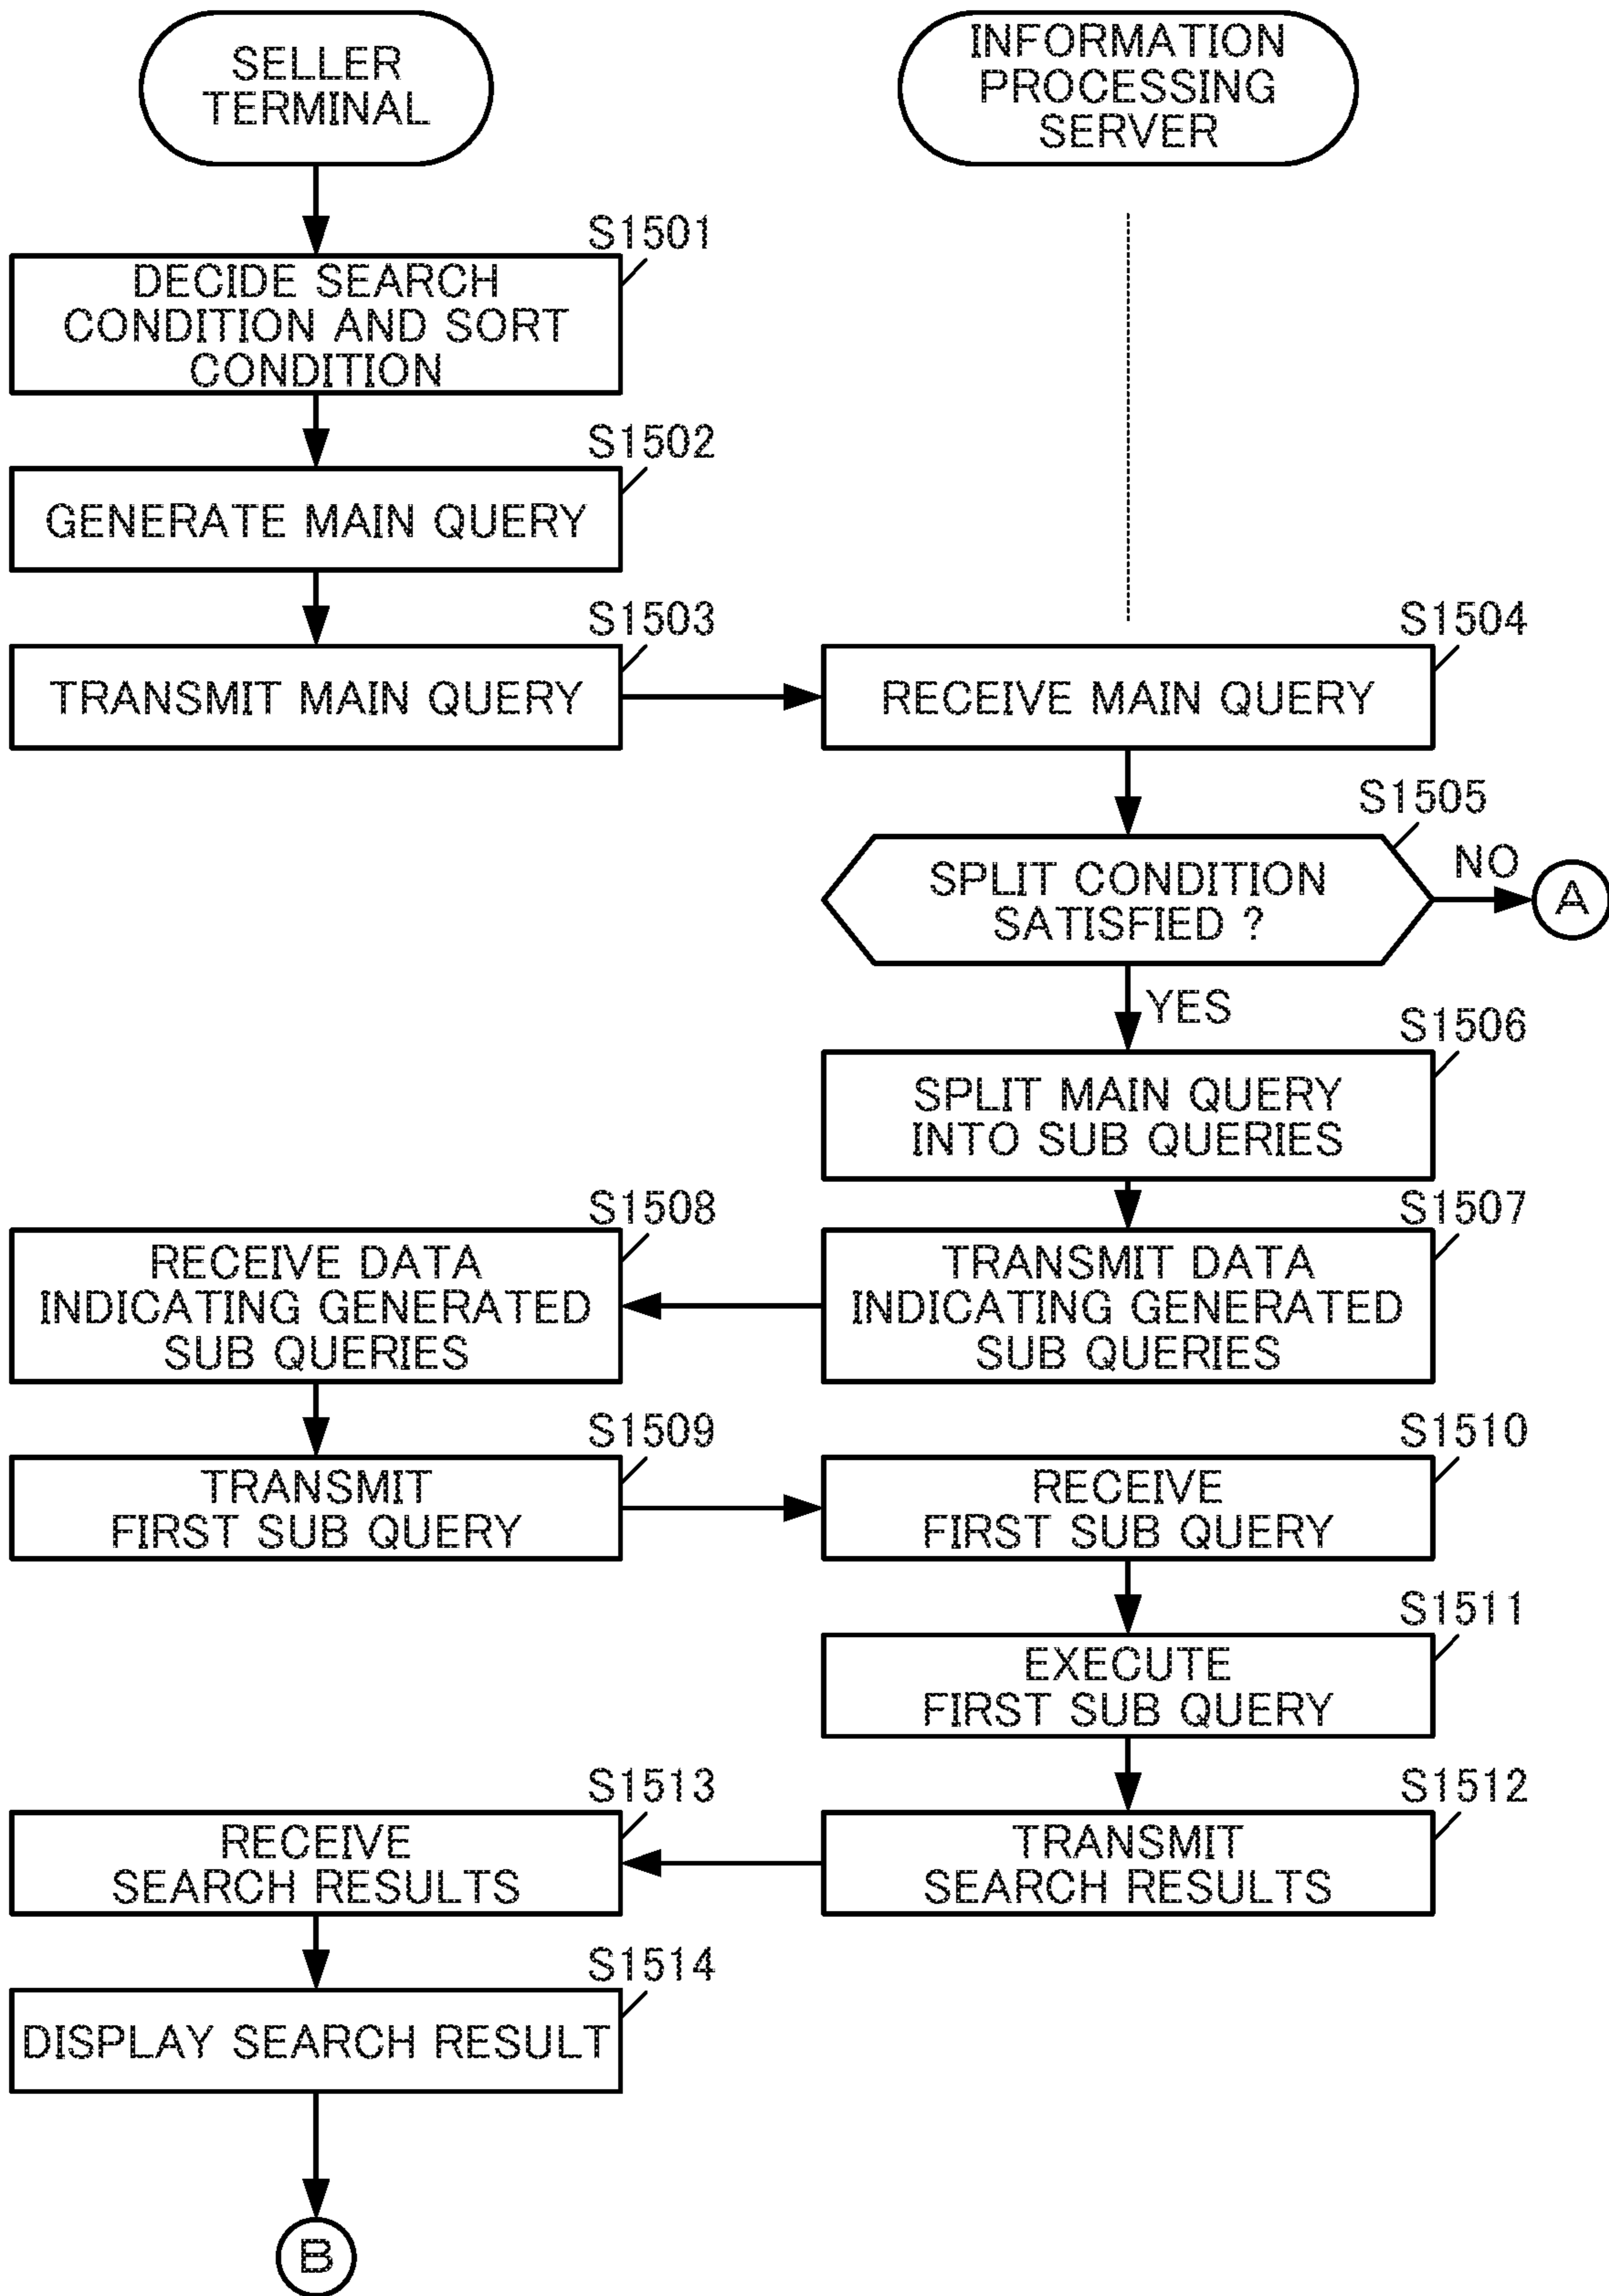 SELLER
TERMINAL
INFORMATION
PROCESSING
SERVER
S1501
DECIDE SEARCH
CONDITION AND SORT
CONDITION
S1502
GENERATE MAIN QUERY
S1503
TRANSMIT MAIN QUERY
S1504
RECEIVE MAIN QUERY
S1505
SPLIT CONDITION
SATISFIED ?
NO
A
YES
S1506
SPLIT MAIN QUERY
INTO SUB QUERIES
S1508
RECEIVE DATA
INDICATING GENERATED
SUB QUERIES
S1507
TRANSMIT DATA
INDICATING GENERATED
SUB QUERIES
S1509
TRANSMIT
FIRST SUB QUERY
S1510
RECEIVE
FIRST SUB QUERY
S1511
EXECUTE
FIRST SUB QUERY
S1513
RECEIVE
SEARCH RESULTS
S1512
TRANSMIT
SEARCH RESULTS
S1514
DISPLAY SEARCH RESULT
B